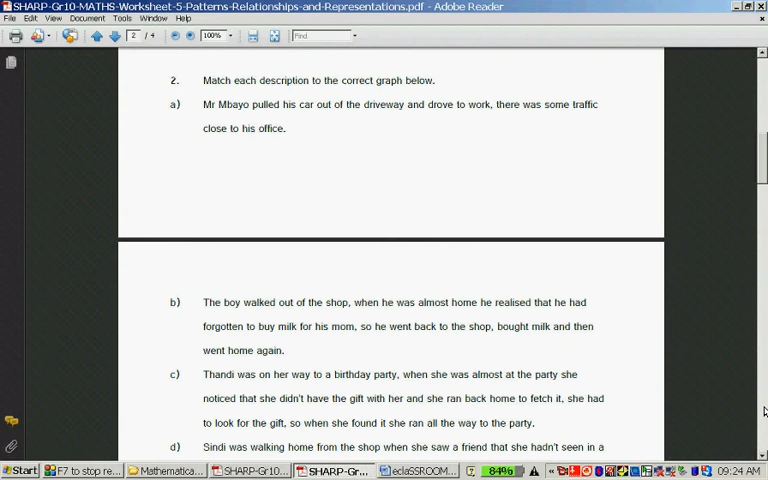 SHARP-Gr10-MATHS-Worksheet-5-Patterns-Relationships-and-Representations.pdf - Adobe Reader
File Edit View Document Tools Window Help
2 / 4 100% Find
2. Match each description to the correct graph below.
a) Mr Mbayo pulled his car out of the driveway and drove to work, there was some traffic
close to his office.
b) The boy walked out of the shop, when he was almost home he realised that he had
forgotten to buy milk for his mom, so he went back to the shop, bought milk and then
went home again.
c) Thandi was on her way to a birthday party, when she was almost at the party she
noticed that she didn't have the gift with her and she ran back home to fetch it, she had
to look for the gift, so when she found it she ran all the way to the party.
d) Sindi was walking home from the shop when she saw a friend that she hadn't seen in a
Start F7 to stop re... Mathematica... SHARP-Gr10... SHARP-Gr... eclaSSROOM... 84% 09:24 AM